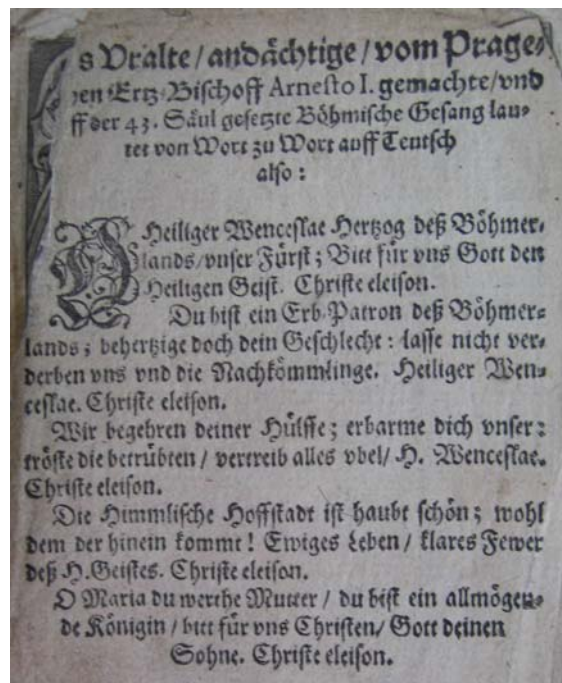 s Vralte / andächtige / vom Prage⸗
en Ertz⸗Bischoff Arnesto I. gemachte / vnd
ff der 43. Säul gesetzte Böhmische Gesang lau⸗
tet von Wort zu Wort auff Teutsch
also :
O Heiliger Wenceslae Hertzog deß Böhmer⸗
lands / vnser Fürst ; Bitt für vns Gott den
Heiligen Geist. Christe eleison.
Du bist ein Erb⸗Patron deß Böhmer⸗
lands ; behertzige doch dein Geschlecht : lasse nicht ver⸗
derben vns vnd die Nachkömmlinge. Heiliger Wen⸗
ceslae. Christe eleison.
Wir begehren deiner Hülffe ; erbarme dich vnser :
tröste die betrübten / vertreib alles vbel / H. Wenceslae.
Christe eleison.
Die Himmlische Hoffstadt ist haubt schön ; wohl
dem der hinein kommt ! Ewiges Leben / klares Fewer
deß H. Geistes. Christe eleison.
O Maria du werthe Mutter / du bist ein allmögen⸗
de Königin / bitt für vns Christen / Gott deinen
Sohne. Christe eleison.